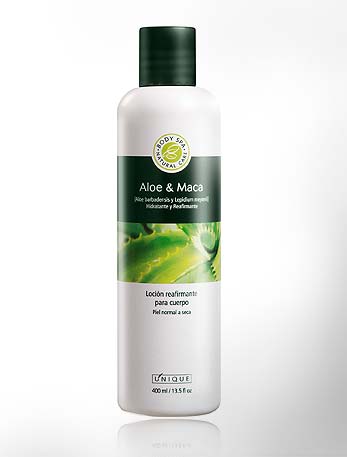 BODY SPA
NATURAL CARE
Aloe & Maca
(Aloe barbadensis y Lepidium meyenii)
Hidratante y Reafirmante
Loción reafirmante
para cuerpo
Piel normal a seca
UNIQUE
400 ml / 13.5 fl oz